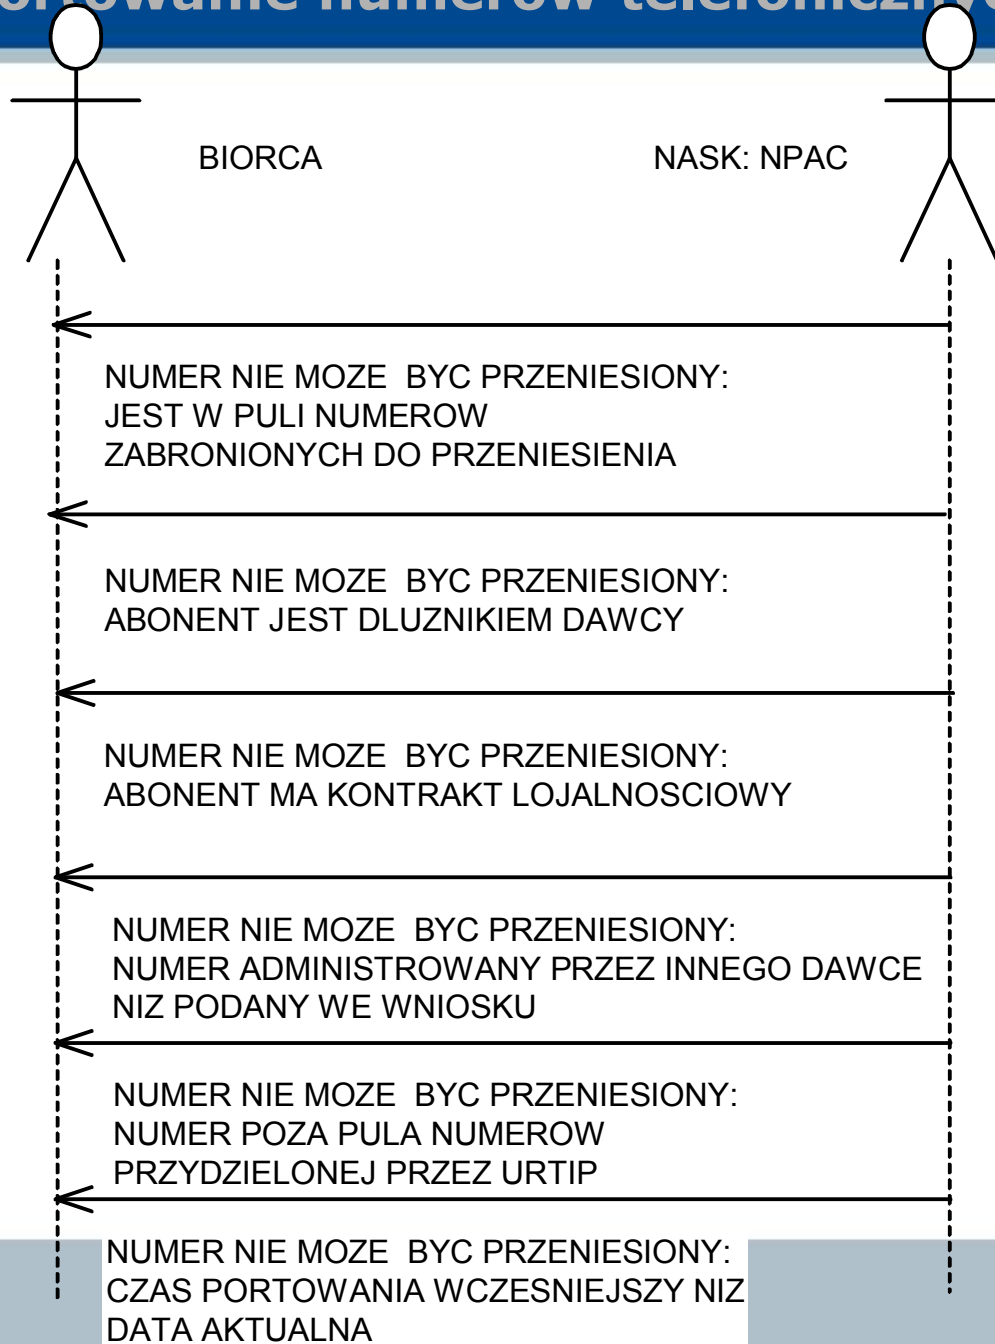 ortowanie numerów telefonicznyc
BIORCA
NASK: NPAC
NUMER NIE MOZE BYC PRZENIESIONY:
JEST W PULI NUMEROW
ZABRONIONYCH DO PRZENIESIENIA
NUMER NIE MOZE BYC PRZENIESIONY:
ABONENT JEST DLUZNIKIEM DAWCY
NUMER NIE MOZE BYC PRZENIESIONY:
ABONENT MA KONTRAKT LOJALNOSCIOWY
NUMER NIE MOZE BYC PRZENIESIONY:
NUMER ADMINISTROWANY PRZEZ INNEGO DAWCE
NIZ PODANY WE WNIOSKU
NUMER NIE MOZE BYC PRZENIESIONY:
NUMER POZA PULA NUMEROW
PRZYDZIELONEJ PRZEZ URTIP
NUMER NIE MOZE BYC PRZENIESIONY:
CZAS PORTOWANIA WCZESNIEJSZY NIZ
DATA AKTUALNA